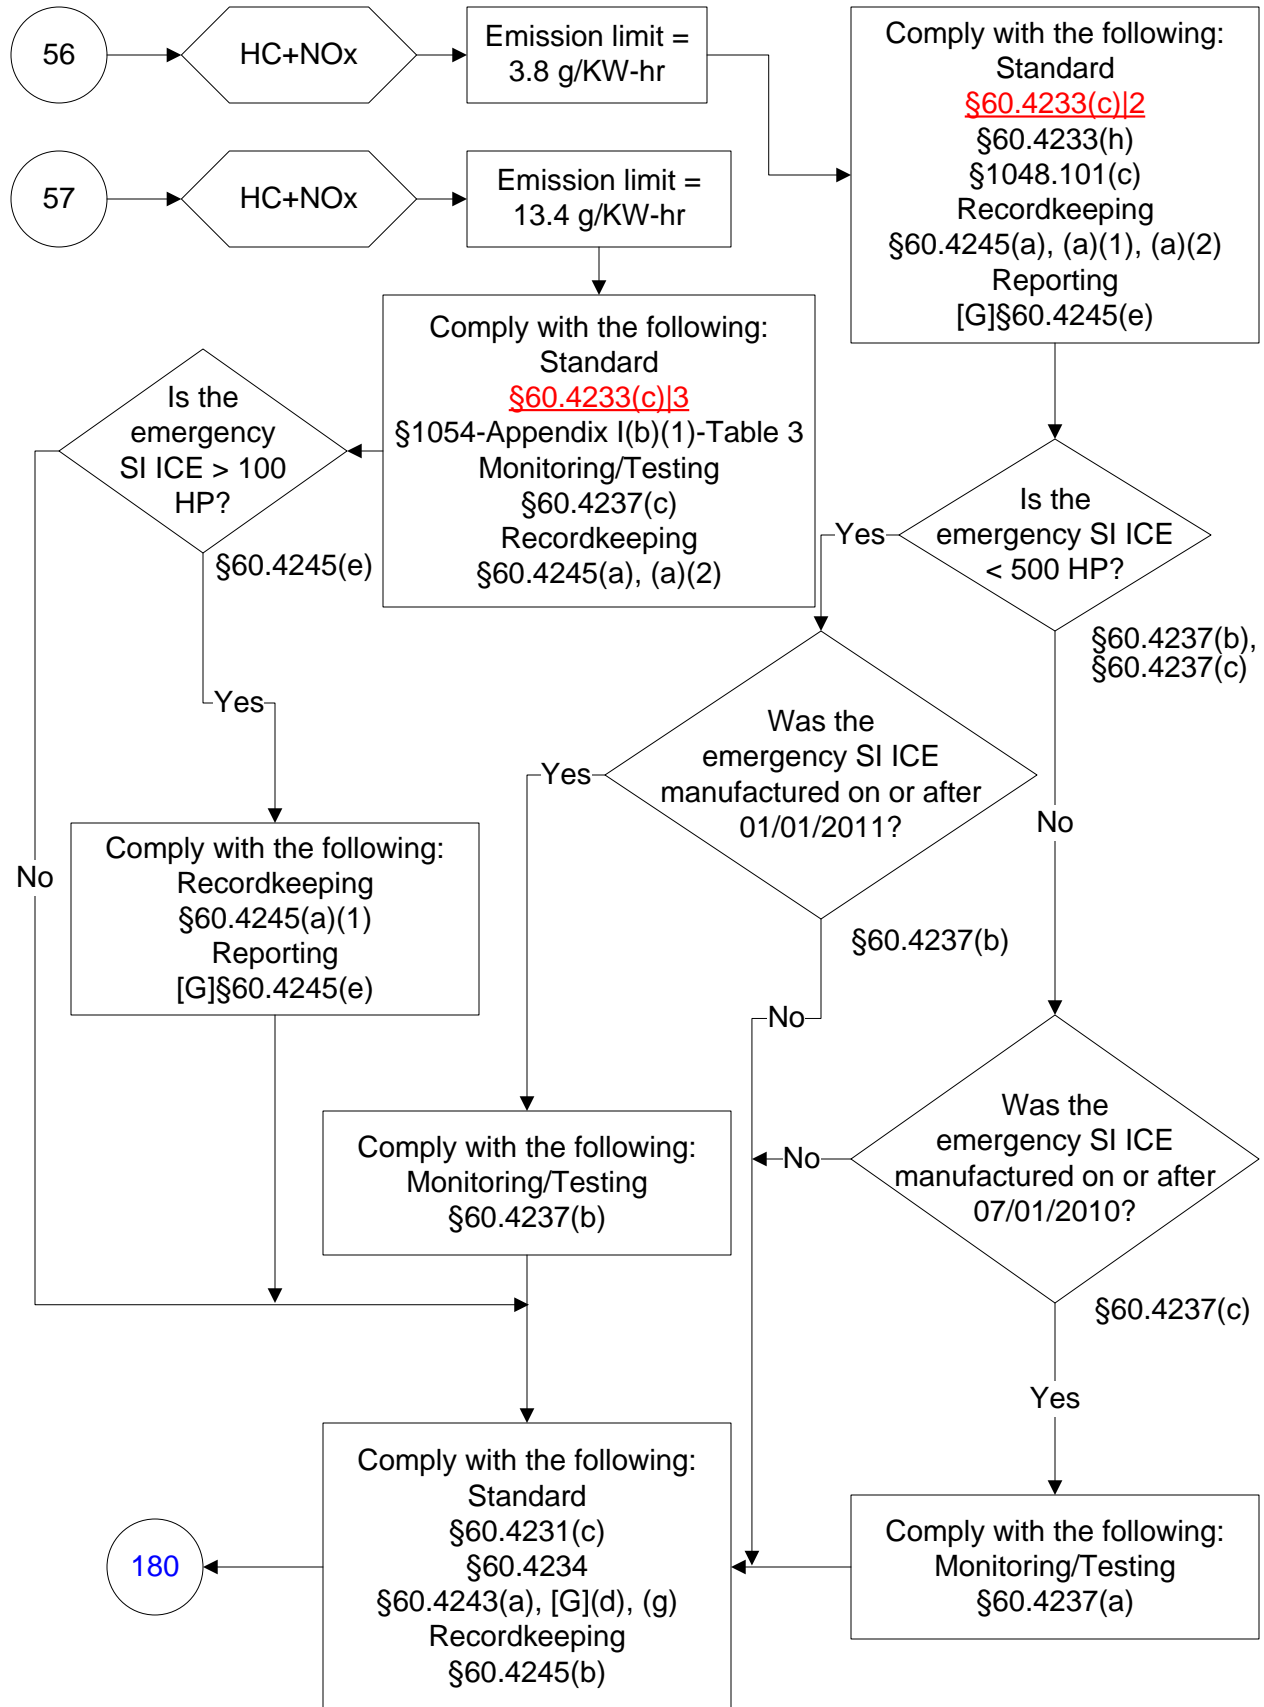 56
HC+NOx
Emission limit =
3.8 g/KW-hr
Comply with the following:
Standard
§60.4233(c)|2
§60.4233(h)
§1048.101(c)
Recordkeeping
§60.4245(a), (a)(1), (a)(2)
Reporting
[G]§60.4245(e)
57
HC+NOx
Emission limit =
13.4 g/KW-hr
Comply with the following:
Standard
§60.4233(c)|3
§1054-Appendix I(b)(1)-Table 3
Monitoring/Testing
§60.4237(c)
Recordkeeping
§60.4245(a), (a)(2)
Is the
emergency
SI ICE > 100
HP?
§60.4245(e)
Is the
emergency SI ICE
< 500 HP?
Yes
§60.4237(b),
§60.4237(c)
Yes
Was the
emergency SI ICE
manufactured on or after
01/01/2011?
Yes
No
§60.4237(b)
No
Comply with the following:
Recordkeeping
§60.4245(a)(1)
Reporting
[G]§60.4245(e)
No
Comply with the following:
Monitoring/Testing
§60.4237(b)
Was the
emergency SI ICE
manufactured on or after
07/01/2010?
No
§60.4237(c)
Yes
Comply with the following:
Standard
§60.4231(c)
§60.4234
§60.4243(a), [G](d), (g)
Recordkeeping
§60.4245(b)
Comply with the following:
Monitoring/Testing
§60.4237(a)
180